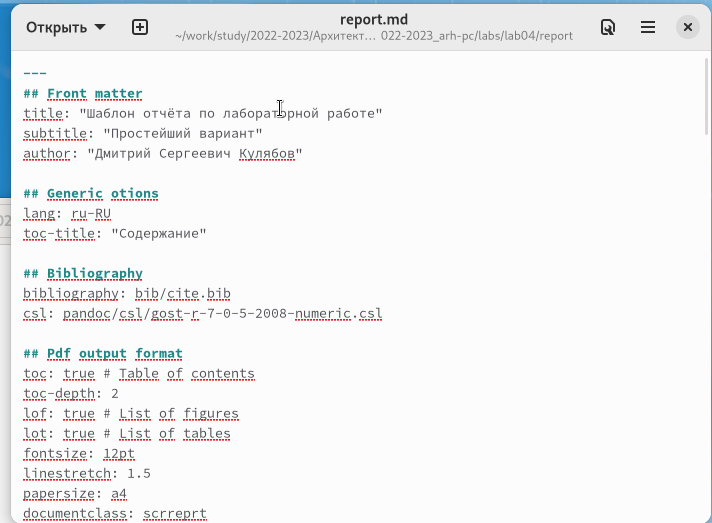 Открыть
report.md
~/work/study/2022-2023/Архитект… 022-2023_arh-pc/labs/lab04/report
---
## Front matter
title: "Шаблон отчёта по лабораторной работе"
subtitle: "Простейший вариант"
author: "Дмитрий Сергеевич Кулябов"
## Generic otions
lang: ru-RU
toc-title: "Содержание"
## Bibliography
bibliography: bib/cite.bib
csl: pandoc/csl/gost-r-7-0-5-2008-numeric.csl
## Pdf output format
toc: true # Table of contents
toc-depth: 2
lof: true # List of figures
lot: true # List of tables
fontsize: 12pt
linestretch: 1.5
papersize: a4
documentclass: scrreprt